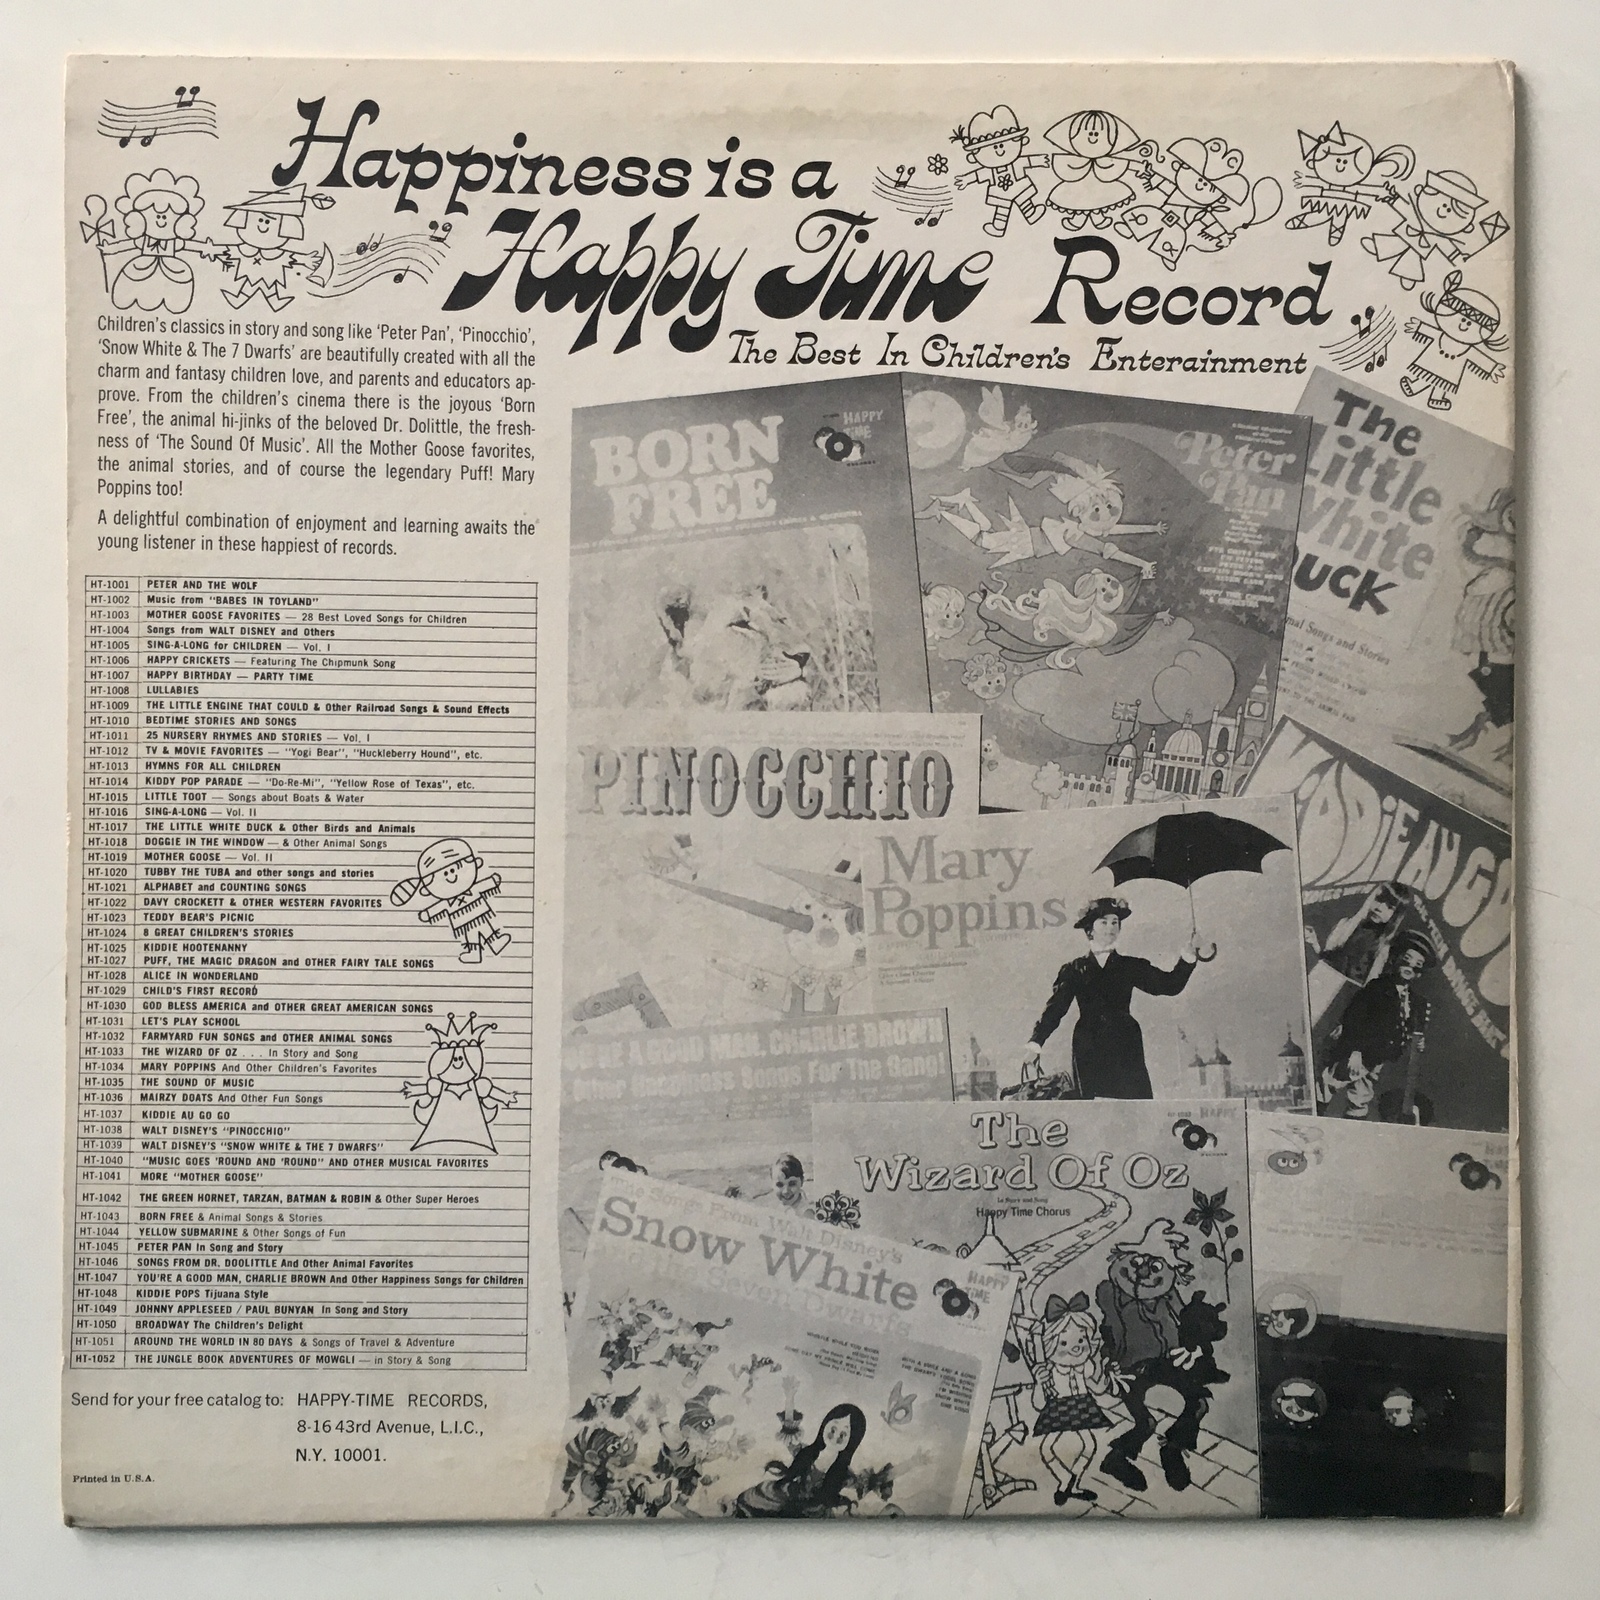 Happiness is a
Happy Time Record
The Best In Children's Enterainment
Children's classics in story and song like 'Peter Pan', 'Pinocchio',
'Snow White & The 7 Dwarfs' are beautifully created with all the
charm and fantasy children love, and parents and educators ap-
prove. From the children's cinema there is the joyous 'Born
Free', the animal hi-jinks of the beloved Dr. Dolittle, the fresh-
ness of 'The Sound Of Music'. All the Mother Goose favorites,
the animal stories, and of course the legendary Puff! Mary
Poppins too!
A delightful combination of enjoyment and learning awaits the
young listener in these happiest of records.
HT-1001 PETER AND THE WOLF
HT-1002 Music from "BABES IN TOYLAND"
HT-1003 MOTHER GOOSE FAVORITES — 28 Best Loved Songs for Children
HT-1004 Songs from WALT DISNEY and Others
HT-1005 SING-A-LONG for CHILDREN — Vol. I
HT-1006 HAPPY CRICKETS — Featuring The Chipmunk Song
HT-1007 HAPPY BIRTHDAY — PARTY TIME
HT-1008 LULLABIES
HT-1009 THE LITTLE ENGINE THAT COULD & Other Railroad Songs & Sound Effects
HT-1010 BEDTIME STORIES AND SONGS
HT-1011 25 NURSERY RHYMES AND STORIES — Vol. I
HT-1012 TV & MOVIE FAVORITES — "Yogi Bear", "Huckleberry Hound", etc.
HT-1013 HYMNS FOR ALL CHILDREN
HT-1014 KIDDY POP PARADE — "Do-Re-Mi", "Yellow Rose of Texas", etc.
HT-1015 LITTLE TOOT — Songs about Boats & Water
HT-1016 SING-A-LONG — Vol. II
HT-1017 THE LITTLE WHITE DUCK & Other Birds and Animals
HT-1018 DOGGIE IN THE WINDOW — & Other Animal Songs
HT-1019 MOTHER GOOSE — Vol. II
HT-1020 TUBBY THE TUBA and other songs and stories
HT-1021 ALPHABET and COUNTING SONGS
HT-1022 DAVY CROCKETT & OTHER WESTERN FAVORITES
HT-1023 TEDDY BEAR'S PICNIC
HT-1024 8 GREAT CHILDREN'S STORIES
HT-1025 KIDDIE HOOTENANNY
HT-1027 PUFF, THE MAGIC DRAGON and OTHER FAIRY TALE SONGS
HT-1028 ALICE IN WONDERLAND
HT-1029 CHILD'S FIRST RECORD
HT-1030 GOD BLESS AMERICA and OTHER GREAT AMERICAN SONGS
HT-1031 LET'S PLAY SCHOOL
HT-1032 FARMYARD FUN SONGS and OTHER ANIMAL SONGS
HT-1033 THE WIZARD OF OZ . . . In Story and Song
HT-1034 MARY POPPINS And Other Children's Favorites
HT-1035 THE SOUND OF MUSIC
HT-1036 MAIRZY DOATS And Other Fun Songs
HT-1037 KIDDIE AU GO GO
HT-1038 WALT DISNEY'S "PINOCCHIO"
HT-1039 WALT DISNEY'S "SNOW WHITE & THE 7 DWARFS"
HT-1040 "MUSIC GOES 'ROUND AND 'ROUND" AND OTHER MUSICAL FAVORITES
HT-1041 MORE "MOTHER GOOSE"
HT-1042 THE GREEN HORNET, TARZAN, BATMAN & ROBIN & Other Super Heroes
HT-1043 BORN FREE & Animal Songs & Stories
HT-1044 YELLOW SUBMARINE & Other Songs of Fun
HT-1045 PETER PAN In Song and Story
HT-1046 SONGS FROM DR. DOOLITTLE And Other Animal Favorites
HT-1047 YOU'RE A GOOD MAN, CHARLIE BROWN And Other Happiness Songs for Children
HT-1048 KIDDIE POPS Tijuana Style
HT-1049 JOHNNY APPLESEED / PAUL BUNYAN In Song and Story
HT-1050 BROADWAY The Children's Delight
HT-1051 AROUND THE WORLD IN 80 DAYS & Songs of Travel & Adventure
HT-1052 THE JUNGLE BOOK ADVENTURES OF MOWGLI — in Story & Song
Send for your free catalog to: HAPPY-TIME RECORDS,
8-16 43rd Avenue, L.I.C.,
N.Y. 10001.
Printed in U.S.A.
BORN
FREE
HAPPY
TIME
Peter
Pan
The
Little
White
DUCK
Songs and Stories
PINOCCHIO
Mary
Poppins
KIDDIE AU GO
A GOOD MAN, CHARLIE BROWN
Other Happiness Songs For The Gang!
The
Wizard Of Oz
In Story and Song
Happy Time Chorus
HAPPY
Songs From Walt Disney's
Snow White
Seven Dwarfs
HAPPY
TIME